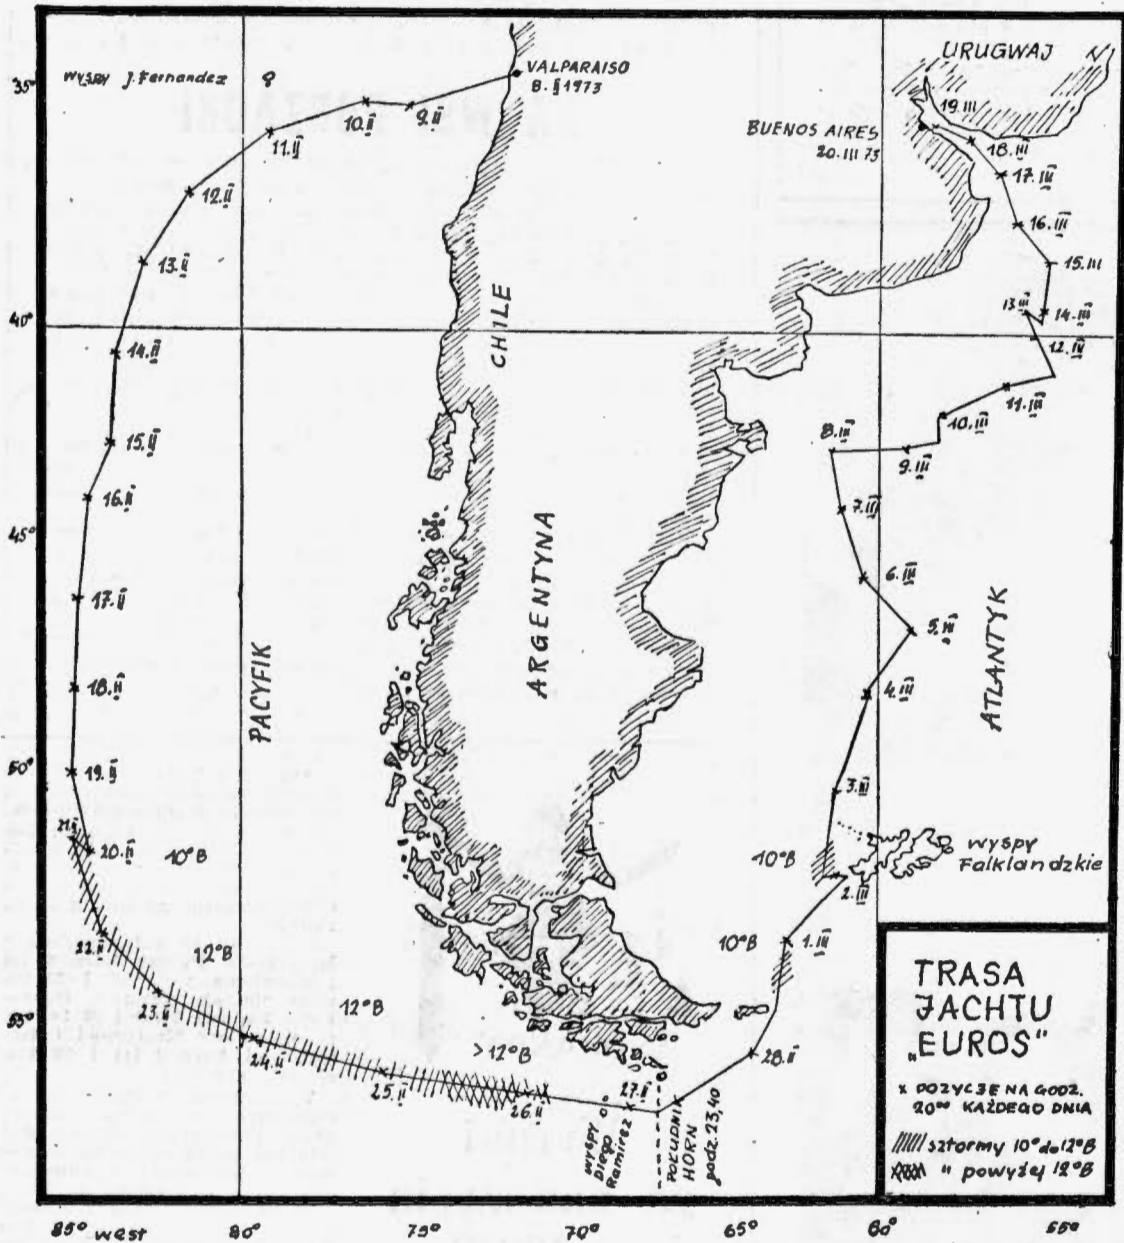 URUGWAJ
wyspy J. Fernandez
VALPARAISO
8. II 1973
35°
9. II
10. II
11. II
12. II
13. II
14. II
15. II
16. II
17. II
18. II
19. II
20. II
21. II
22. II
23. II
24. II
25. II
26. II
27. II
28. II
1. III
2. III
3. III
4. III
5. III
6. III
7. III
8. III
9. III
10. III
11. III
12. III
13. III
14. III
15. III
16. III
17. III
18. III
19. III
BUENOS AIRES
20. III 73
40°
45°
50°
55°
CHILE
ARGENTYNA
PACYFIK
ATLANTYK
10°B
12°B
12°B
>12°B
10°B
10°B
wyspy
Falklandzkie
wyspy
Diego
Ramirez
POŁUDNIK
HORN
godz. 23,40
TRASA
JACHTU
"EUROS"
x POZYCJE NA GODZ.
20°° KAŻDEGO DNIA
sztormy 10° do 12°B
" powyżej 12°B
85° west
80°
75°
70°
65°
60°
55°